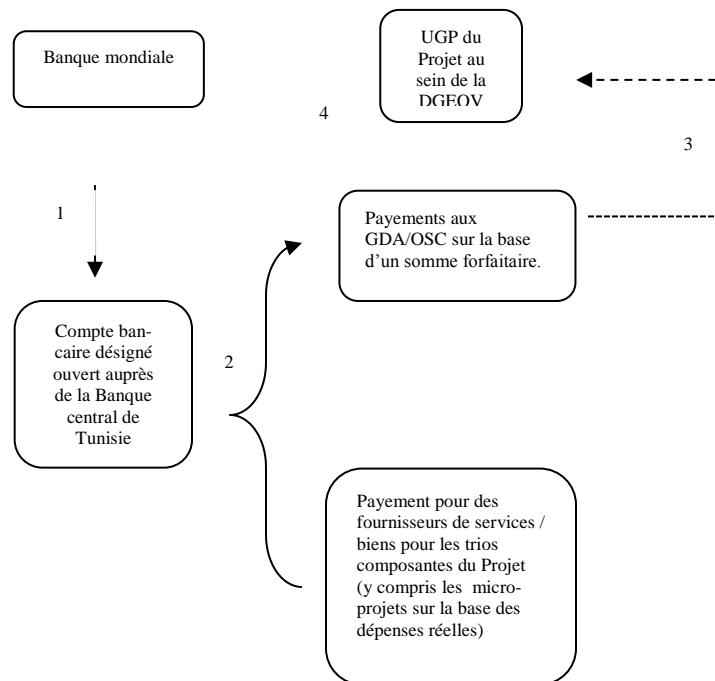 Banque mondiale
UGP du
Projet au
sein de la
DGEOV
4
3
1
Payements aux
GDA/OSC sur la base
d’un somme forfaitaire.
Compte ban-
caire désigné
ouvert auprès
de la Banque
central de
Tunisie
2
Payement pour des
fournisseurs de services /
biens pour les trios
composantes du Projet
(y compris les micro-
projets sur la base des
dépenses réelles)